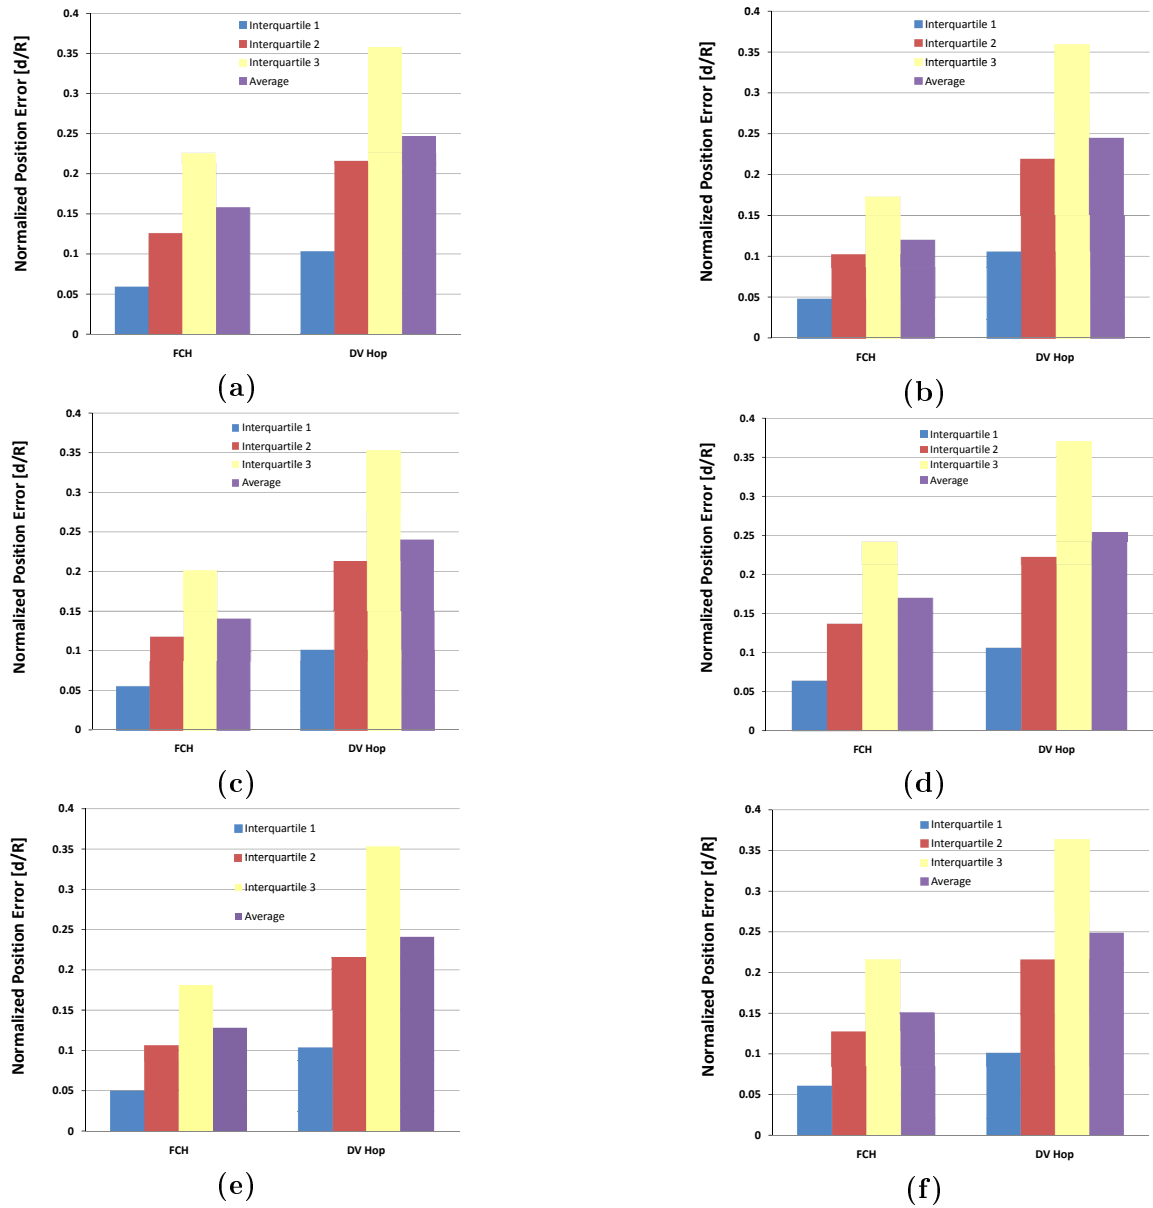 Normalized Position Error [d/R]
0.4
0.35
0.3
0.25
0.2
0.15
0.1
0.05
0
Interquartile 1
Interquartile 2
Interquartile 3
Average
FCH
DV Hop
(a)
Normalized Position Error [d/R]
0.4
0.35
0.3
0.25
0.2
0.15
0.1
0.05
0
Interquartile 1
Interquartile 2
Interquartile 3
Average
FCH
DV Hop
(b)
Normalized Position Error [d/R]
0.4
0.35
0.3
0.25
0.2
0.15
0.1
0.05
0
Interquartile 1
Interquartile 2
Interquartile 3
Average
FCH
DV Hop
(c)
Normalized Position Error [d/R]
0.4
0.35
0.3
0.25
0.2
0.15
0.1
0.05
0
Interquartile 1
Interquartile 2
Interquartile 3
Average
FCH
DV Hop
(d)
Normalized Position Error [d/R]
0.4
0.35
0.3
0.25
0.2
0.15
0.1
0.05
0
Interquartile 1
Interquartile 2
Interquartile 3
Average
FCH
DV Hop
(e)
Normalized Position Error [d/R]
0.4
0.35
0.3
0.25
0.2
0.15
0.1
0.05
0
Interquartile 1
Interquartile 2
Interquartile 3
Average
FCH
DV Hop
(f)